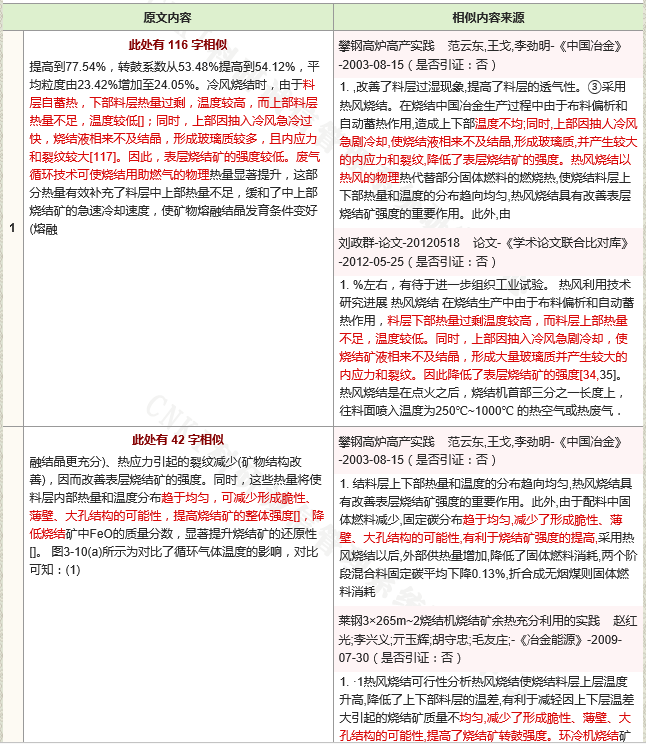 原文内容
相似内容来源
1
此处有 116 字相似
提高到77.54%，转鼓系数从53.48%提高到54.12%，平
均粒度由23.42%增加至24.05%。冷风烧结时，由于料
层自蓄热，下部料层热量过剩，温度较高，而上部料层
热量不足，温度较低[]；同时，上部因抽入冷风急冷过
快，烧结液相来不及结晶，形成玻璃质较多，且内应力
和裂纹较大[117]。因此，表层烧结矿的强度较低。废气
循环技术可使烧结用助燃气的物理热量显著提升，这部
分热量有效补充了料层中上部热量不足，缓和了中上部
烧结矿的急速冷却速度，使矿物熔融结晶发育条件变好
(熔融
攀钢高炉高产实践 范云东,王戈,李劲明-《中国冶金》
-2003-08-15（是否引证：否）
1. ,改善了料层过湿现象,提高了料层的透气性。③采用
热风烧结。在烧结中国冶金生产过程中由于布料偏析和
自动蓄热作用,造成上下部温度不均;同时,上部因抽人冷风
急剧冷却,使烧结液相来不及结晶,形成玻璃质,并产生较大
的内应力和裂纹,降低了表层烧结矿的强度。热风烧结以
热风的物理热代替部分固体燃料的燃烧热,使烧结料层上
下部热量和温度的分布趋向均匀,热风烧结具有改善表层
烧结矿强度的重要作用。此外,由
刘政群-论文-20120518 论文-《学术论文联合比对库》
-2012-05-25（是否引证：否）
1. %左右，有待于进一步组织工业试验。 热风利用技术
研究进展 热风烧结 在烧结生产中由于布料偏析和自动蓄
热作用，料层下部热量过剩温度较高，而料层上部热量
不足，温度较低。同时，上部因抽入冷风急剧冷却，使
烧结矿液相来不及结晶，形成大量玻璃质并产生较大的
内应力和裂纹。因此降低了表层烧结矿的强度[34,35]。
热风烧结是在点火之后，烧结机首部三分之一长度上，
往料面喷入温度为250℃~1000℃ 的热空气或热废气．
此处有 42 字相似
融结晶更充分)、热应力引起的裂纹减少(矿物结构改
善)，因而改善表层烧结矿的强度。同时，这些热量将使
料层内部热量和温度分布趋于均匀，可减少形成脆性、
薄壁、大孔结构的可能性，提高烧结矿的整体强度[]，降
低烧结矿中FeO的质量分数，显著提升烧结矿的还原性
[]。 图3-10(a)所示为对比了循环气体温度的影响，对比
可知：(1)
攀钢高炉高产实践 范云东,王戈,李劲明-《中国冶金》
-2003-08-15（是否引证：否）
1. 结料层上下部热量和温度的分布趋向均匀,热风烧结具
有改善表层烧结矿强度的重要作用。此外,由于配料中固
体燃料减少,固定碳分布趋于均匀,减少了形成脆性、薄
壁、大孔结构的可能性,有利于烧结矿强度的提高,采用热
风烧结以后,外部供热量增加,降低了固体燃料消耗,两个阶
段混合料固定碳平均下降0.13%,折合成无烟煤则固体燃
料消耗
莱钢3×265m~2烧结机烧结矿余热充分利用的实践 赵红
光;李兴义;亓玉辉;胡守忠;毛友庄;-《冶金能源》-2009-
07-30（是否引证：否）
1. ·1热风烧结可行性分析热风烧结使烧结料层上层温度
升高,降低了上下部料层的温差,有利于减轻因上下层温差
大引起的烧结矿质量不均匀,减少了形成脆性、薄壁、大
孔结构的可能性,提高了烧结矿转鼓强度。环冷机烧结矿